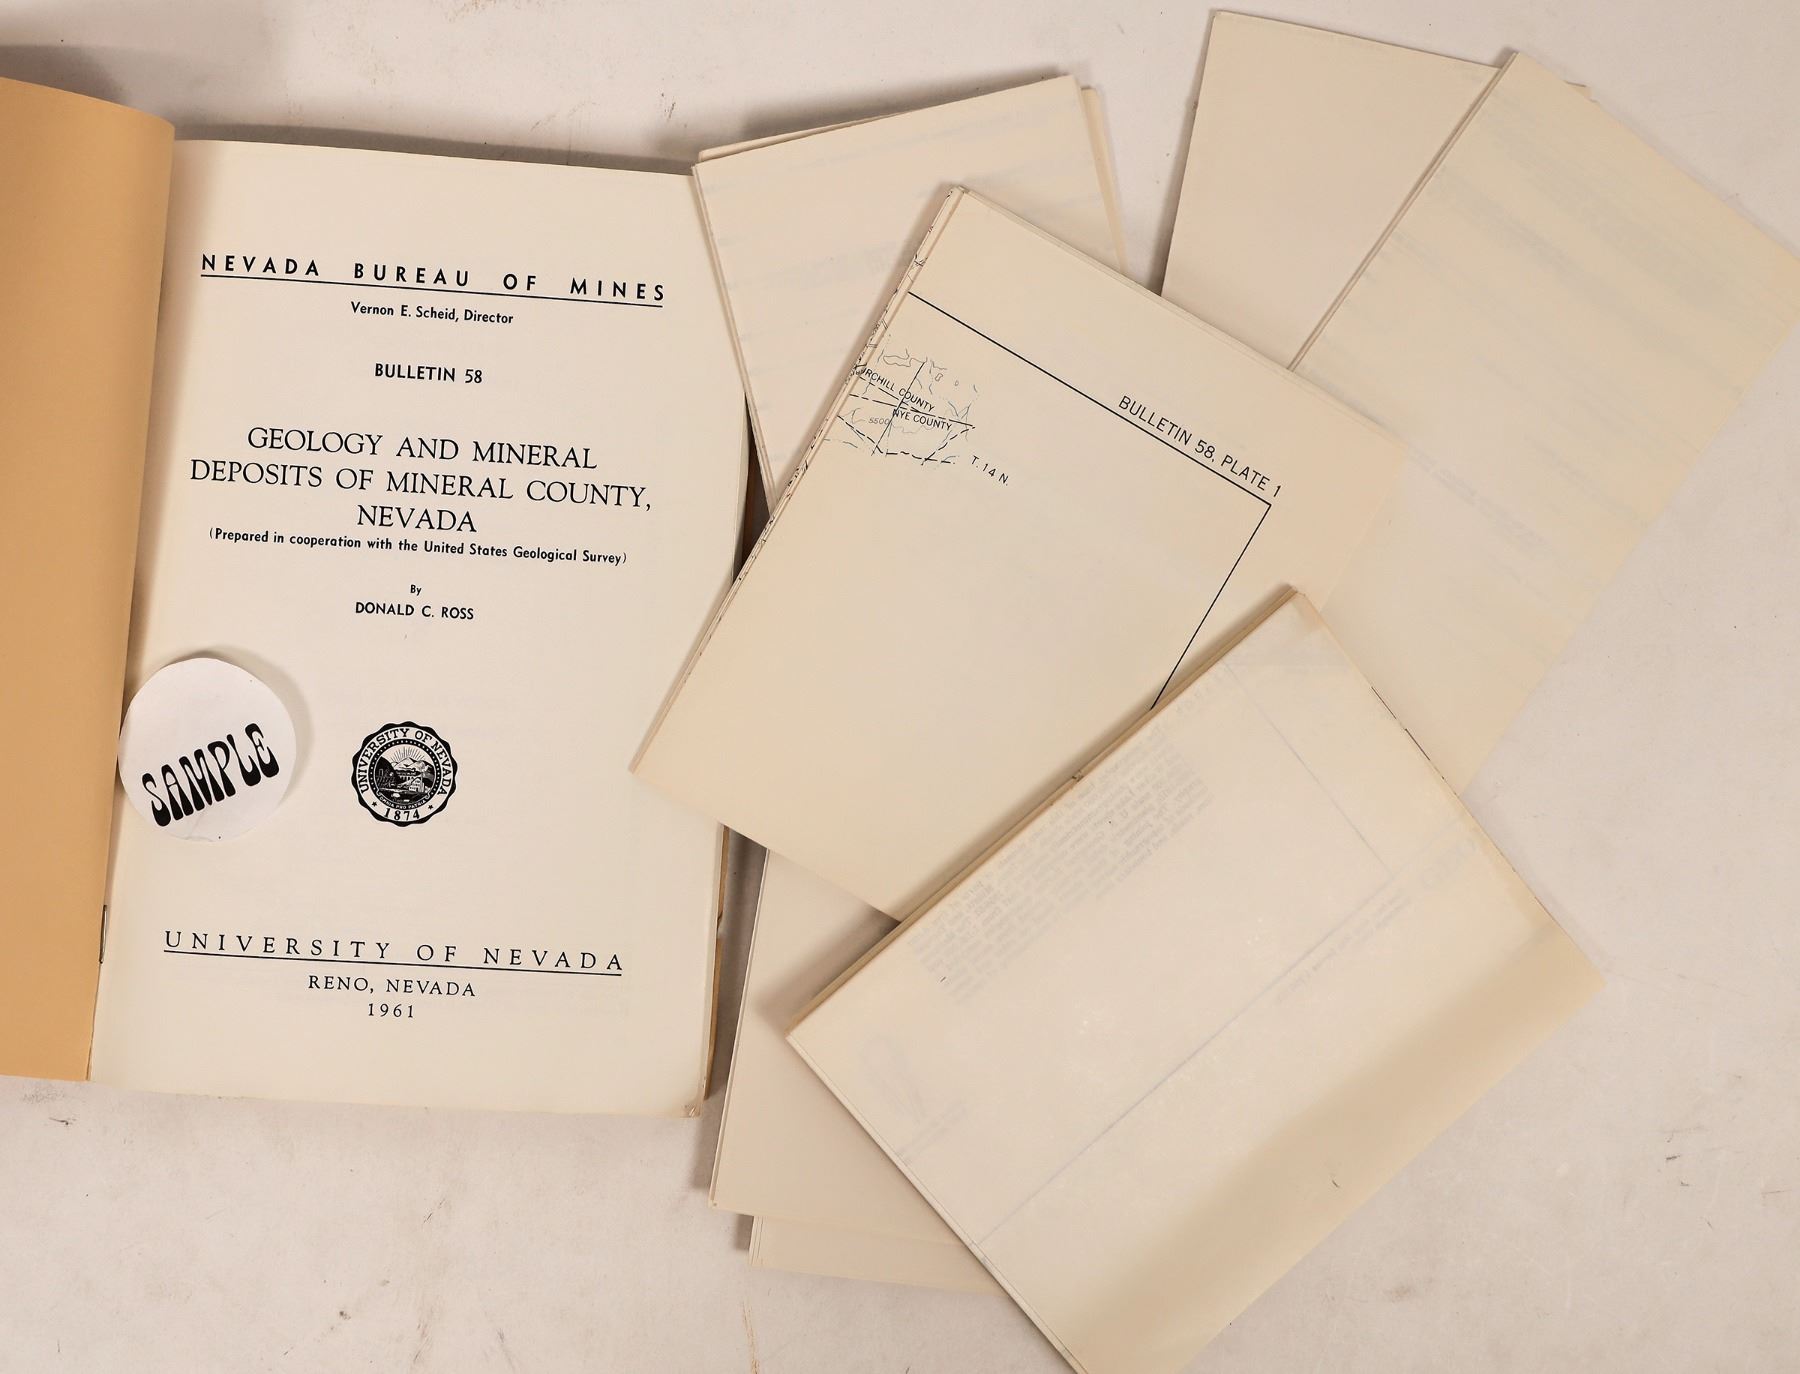 NEVADA BUREAU OF MINES
Vernon E. Scheid, Director
BULLETIN 58
GEOLOGY AND MINERAL
DEPOSITS OF MINERAL COUNTY,
NEVADA
(Prepared in cooperation with the United States Geological Survey)
By
DONALD C. ROSS
SAMPLE
UNIVERSITY OF NEVADA
1874
UNIVERSITY OF NEVADA
RENO, NEVADA
1961
BULLETIN 58, PLATE 1
COUNTY
NYE COUNTY
5500
T. 14 N.